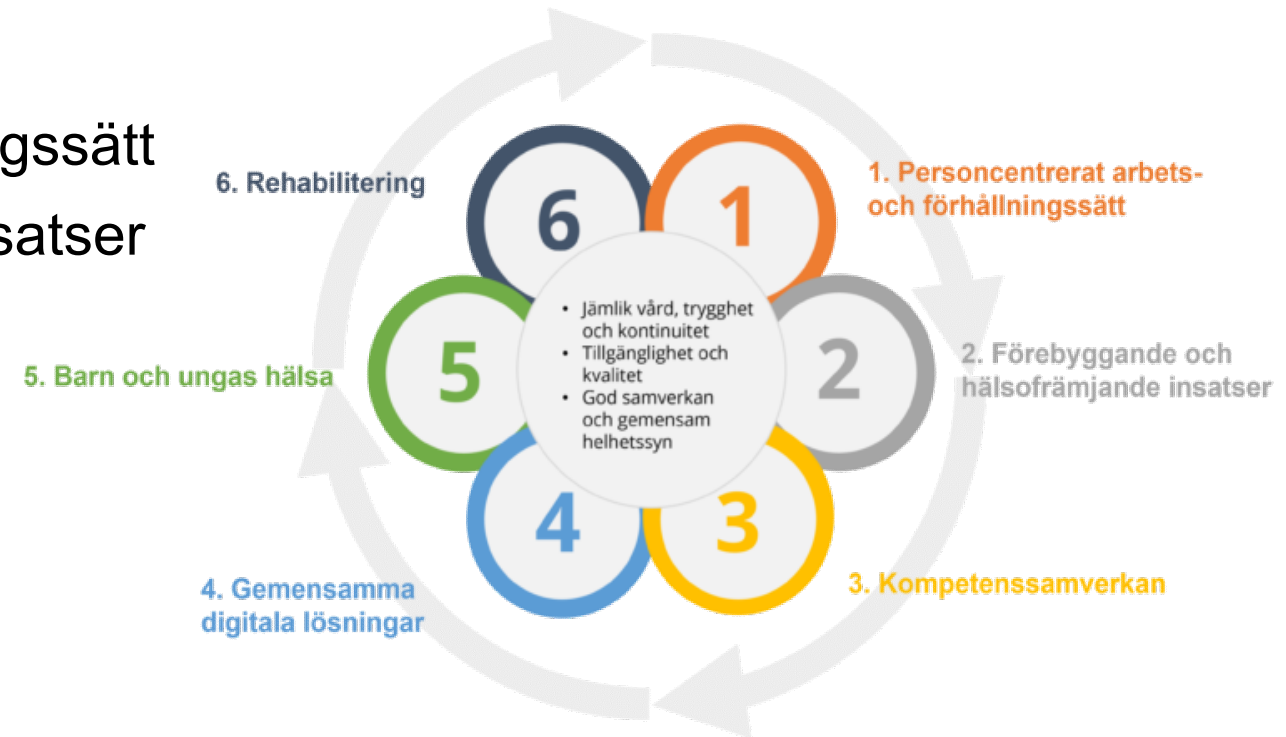 gssätt
satser
6. Rehabilitering
6
1
1. Personcentrerat arbets-
och förhållningssätt
5. Barn och ungas hälsa
5
• Jämlik vård, trygghet
och kontinuitet
• Tillgänglighet och
kvalitet
• God samverkan
och gemensam
helhetssyn
2
2. Förebyggande och
hälsofrämjande insatser
4
3
4. Gemensamma
digitala lösningar
3. Kompetenssamverkan